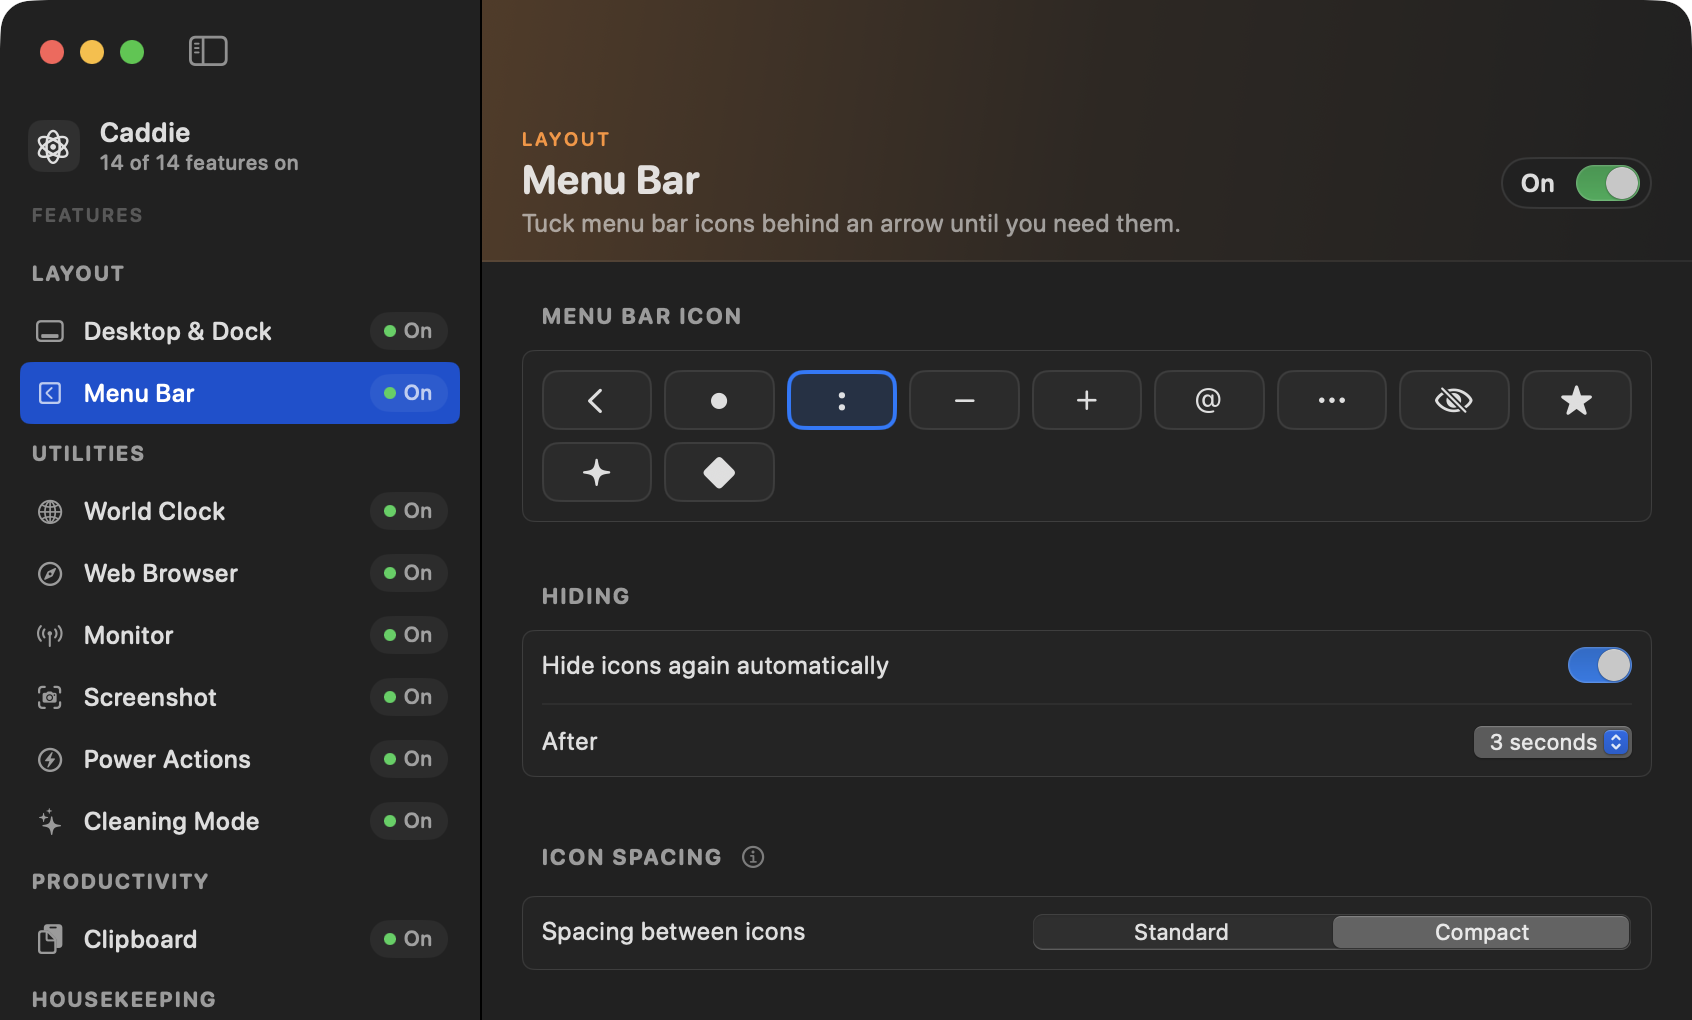 Caddie
14 of 14 features on
FEATURES
LAYOUT
Desktop & Dock On
Menu Bar On
UTILITIES
World Clock On
Web Browser On
Monitor On
Screenshot On
Power Actions On
Cleaning Mode On
PRODUCTIVITY
Clipboard On
HOUSEKEEPING
LAYOUT
Menu Bar
On
Tuck menu bar icons behind an arrow until you need them.
MENU BAR ICON
: − + @ •••
HIDING
Hide icons again automatically
After 3 seconds
ICON SPACING
Spacing between icons Standard Compact